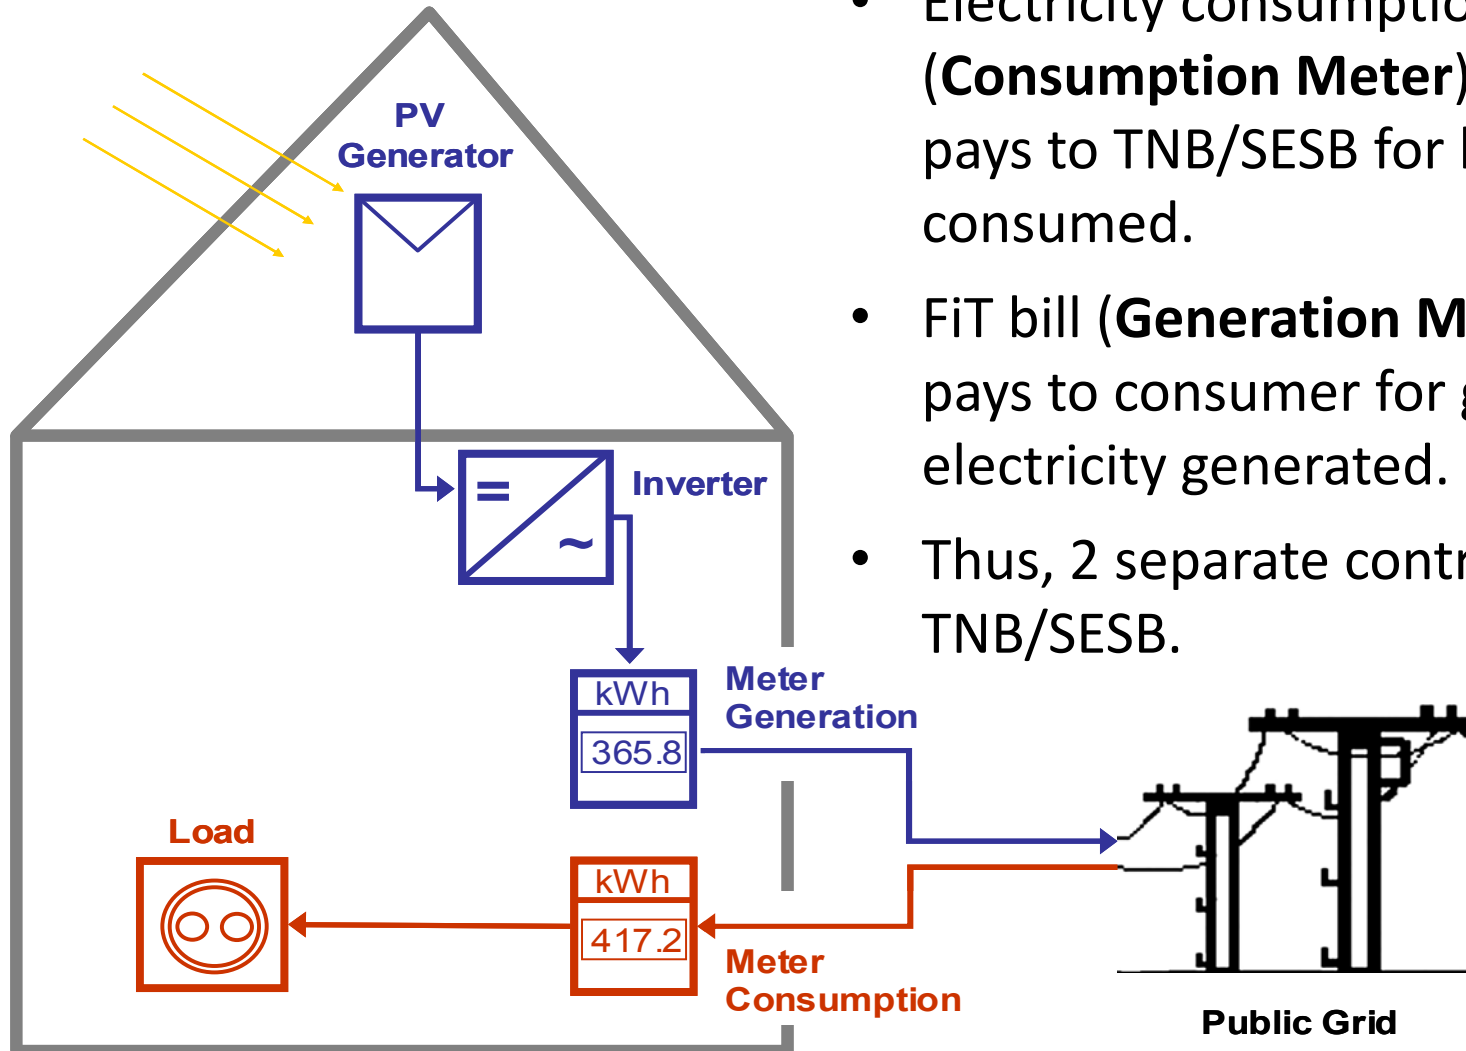 PV
Generator
=
~
Inverter
kWh
365.8
Meter
Generation
Load
kWh
417.2
Meter
Consumption
Public Grid
• Electricity
(Consumption Meter)
pays to TNB/SESB for
consumed.
• FiT bill (Generation
pays to consumer for
electricity generated.
• Thus, 2 separate
TNB/SESB.